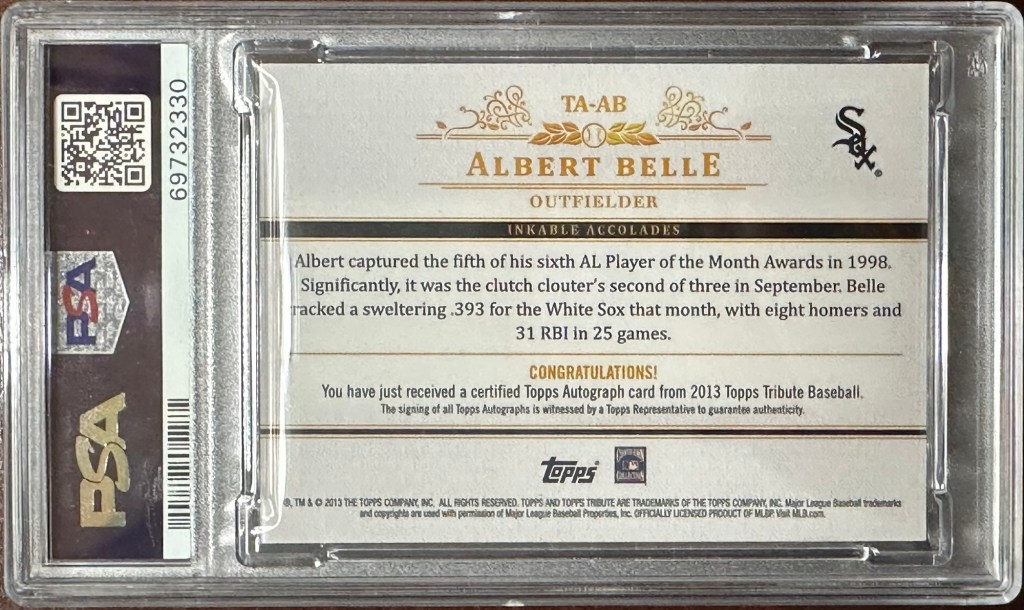 69732330
PSA
PSA
TA-AB
ALBERT BELLE
OUTFIELDER
Sox
INKABLE ACCOLADES
Albert captured the fifth of his sixth AL Player of the Month Awards in 1998.
Significantly, it was the clutch clouter's second of three in September. Belle
racked a sweltering .393 for the White Sox that month, with eight homers and
31 RBI in 25 games.
CONGRATULATIONS!
You have just received a certified Topps Autograph card from 2013 Topps Tribute Baseball.
The signing of all Topps Autographs is witnessed by a Topps Representative to guarantee authenticity.
Topps
®, TM & © 2013 THE TOPPS COMPANY, INC. ALL RIGHTS RESERVED. TOPPS AND TOPPS TRIBUTE ARE TRADEMARKS OF THE TOPPS COMPANY, INC. Major League Baseball trademarks
and copyrights are used with permission of Major League Baseball Properties, Inc. OFFICIALLY LICENSED PRODUCT OF MLBP. Visit MLB.com.